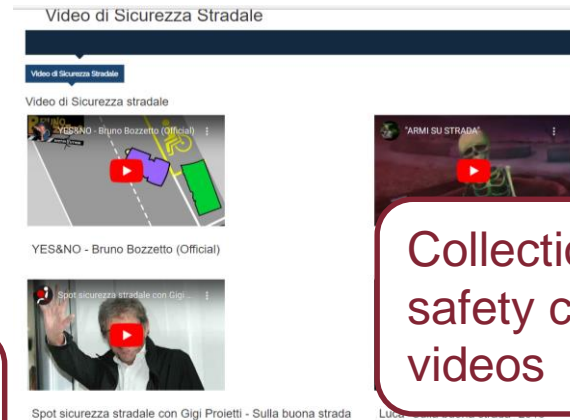 Video di Sicurezza Stradale
Video di Sicurezza Stradale
Video di Sicurezza stradale
YES&NO - Bruno Bozzetto (Official)
"ARMI SU STRADA"
YES&NO - Bruno Bozzetto (Official)
Spot sicurezza stradale con Gigi...
Collectio
safety c
videos
Spot sicurezza stradale con Gigi Proietti - Sulla buona strada